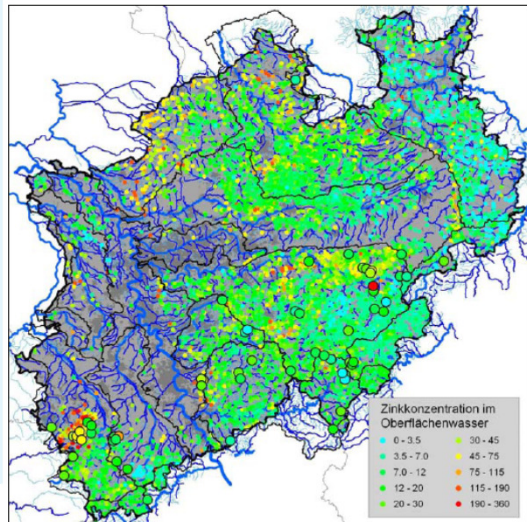 Zinkkonzentration im
Oberflächenwasser
0 - 3.5
3.5 - 7.0
7.0 - 12
12 - 20
20 - 30
30 - 45
45 - 75
75 - 115
115 - 190
190 - 360